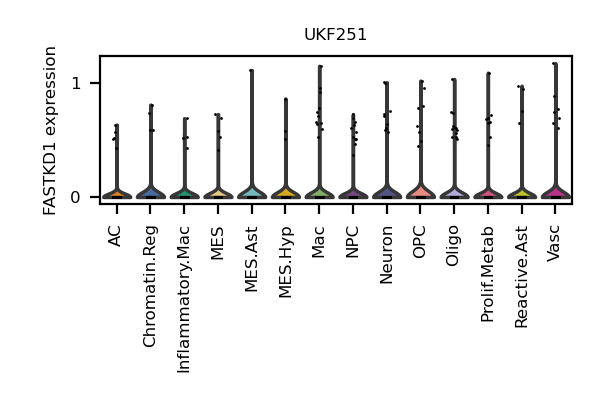 UKF251
FASTKD1 expression
1
0
AC
Chromatin.Reg
Inflammatory.Mac
MES
MES.Ast
MES.Hyp
Mac
NPC
Neuron
OPC
Oligo
Prolif.Metab
Reactive.Ast
Vasc